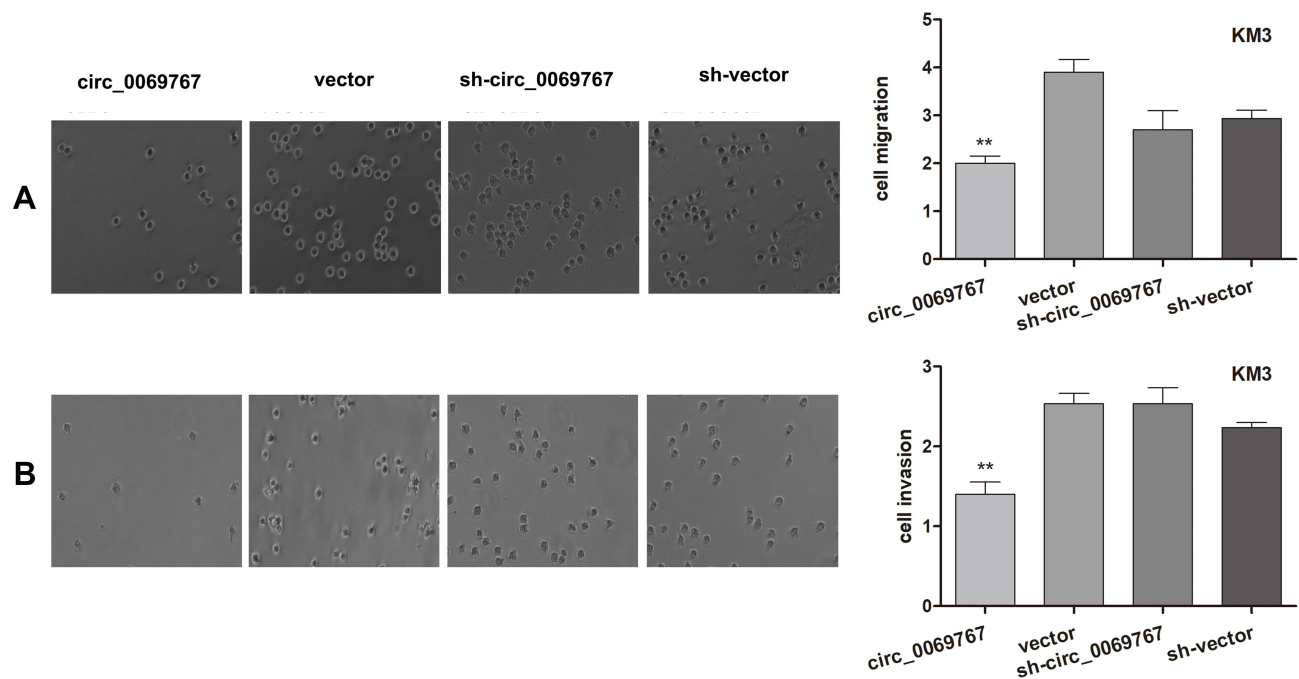 circ_0069767 vector sh-circ_0069767 sh-vector
A
B
5
4
3
2
1
0
cell migration
KM3
**
circ_0069767
vector
sh-circ_0069767
sh-vector
3
2
1
0
cell invasion
KM3
**
circ_0069767
vector
sh-circ_0069767
sh-vector